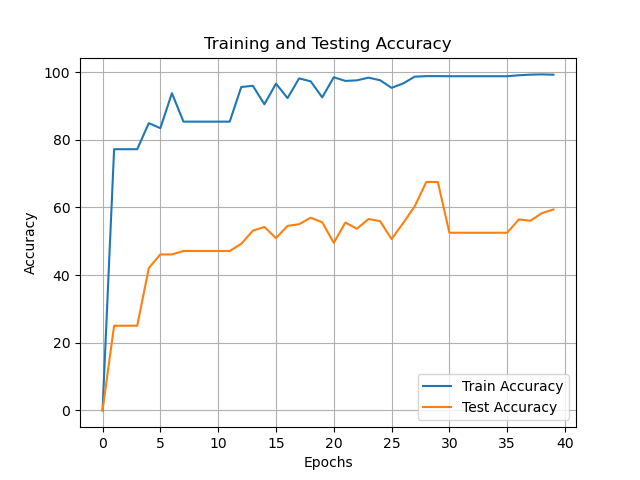 Training and Testing Accuracy
100
80
60
40
20
0
Accuracy
0 5 10 15 20 25 30 35 40
Epochs
Train Accuracy
Test Accuracy